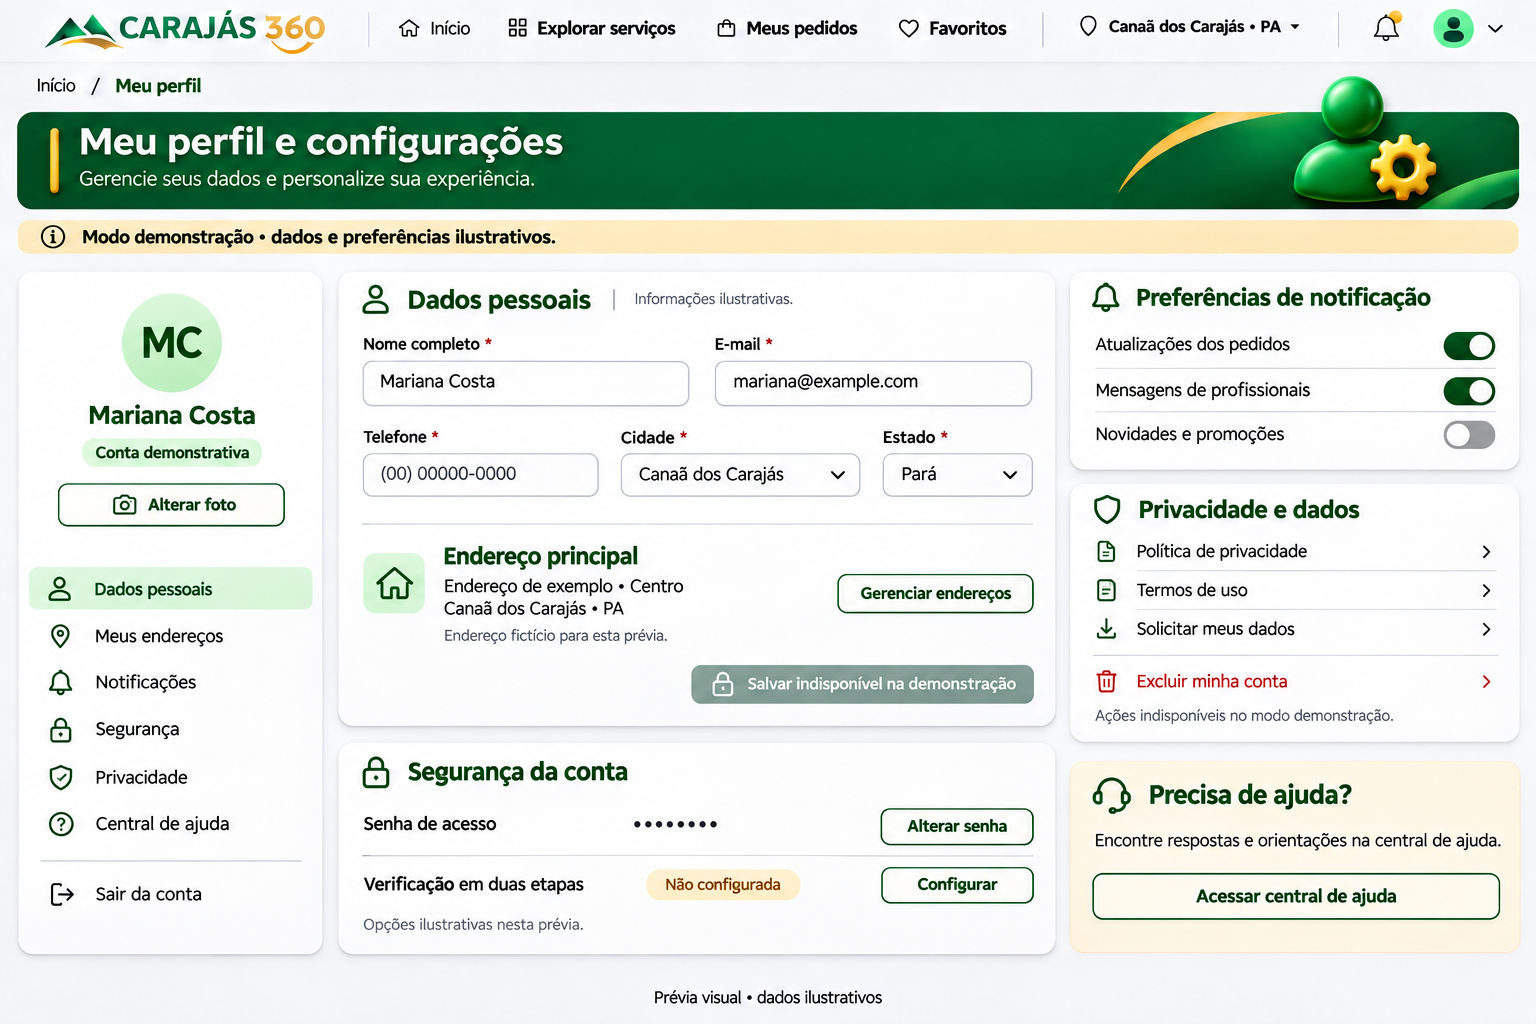 CARAJÁS 360
Início
Explorar serviços
Meus pedidos
Favoritos
Canaã dos Carajás • PA
Início / Meu perfil
Meu perfil e configurações
Gerencie seus dados e personalize sua experiência.
Modo demonstração • dados e preferências ilustrativos.
MC
Mariana Costa
Conta demonstrativa
Alterar foto
Dados pessoais
Meus endereços
Notificações
Segurança
Privacidade
Central de ajuda
Sair da conta
Dados pessoais | Informações ilustrativas.
Nome completo *
Mariana Costa
E-mail *
mariana@example.com
Telefone *
(00) 00000-0000
Cidade *
Canaã dos Carajás
Estado *
Pará
Endereço principal
Endereço de exemplo • Centro
Canaã dos Carajás • PA
Endereço fictício para esta prévia.
Gerenciar endereços
Salvar indisponível na demonstração
Segurança da conta
Senha de acesso
••••••••
Alterar senha
Verificação em duas etapas
Não configurada
Configurar
Opções ilustrativas nesta prévia.
Preferências de notificação
Atualizações dos pedidos
Mensagens de profissionais
Novidades e promoções
Privacidade e dados
Política de privacidade
Termos de uso
Solicitar meus dados
Excluir minha conta
Ações indisponíveis no modo demonstração.
Precisa de ajuda?
Encontre respostas e orientações na central de ajuda.
Acessar central de ajuda
Prévia visual • dados ilustrativos